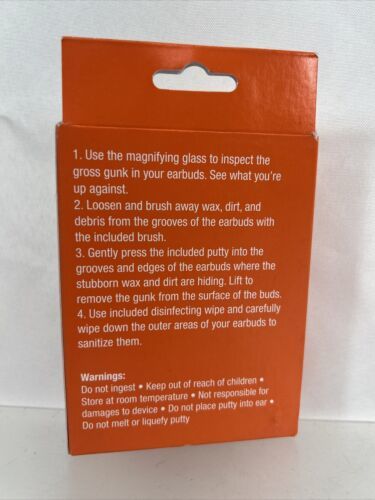 1. Use the magnifying glass to inspect the
gross gunk in your earbuds. See what you're
up against.
2. Loosen and brush away wax, dirt, and
debris from the grooves of the earbuds with
the included brush.
3. Gently press the included putty into the
grooves and edges of the earbuds where the
stubborn wax and dirt are hiding. Lift to
remove the gunk from the surface of the buds.
4. Use included disinfecting wipe and carefully
wipe down the outer areas of your earbuds to
sanitize them.
Warnings:
Do not ingest • Keep out of reach of children •
Store at room temperature • Not responsible for
damages to device • Do not place putty into ear •
Do not melt or liquefy putty